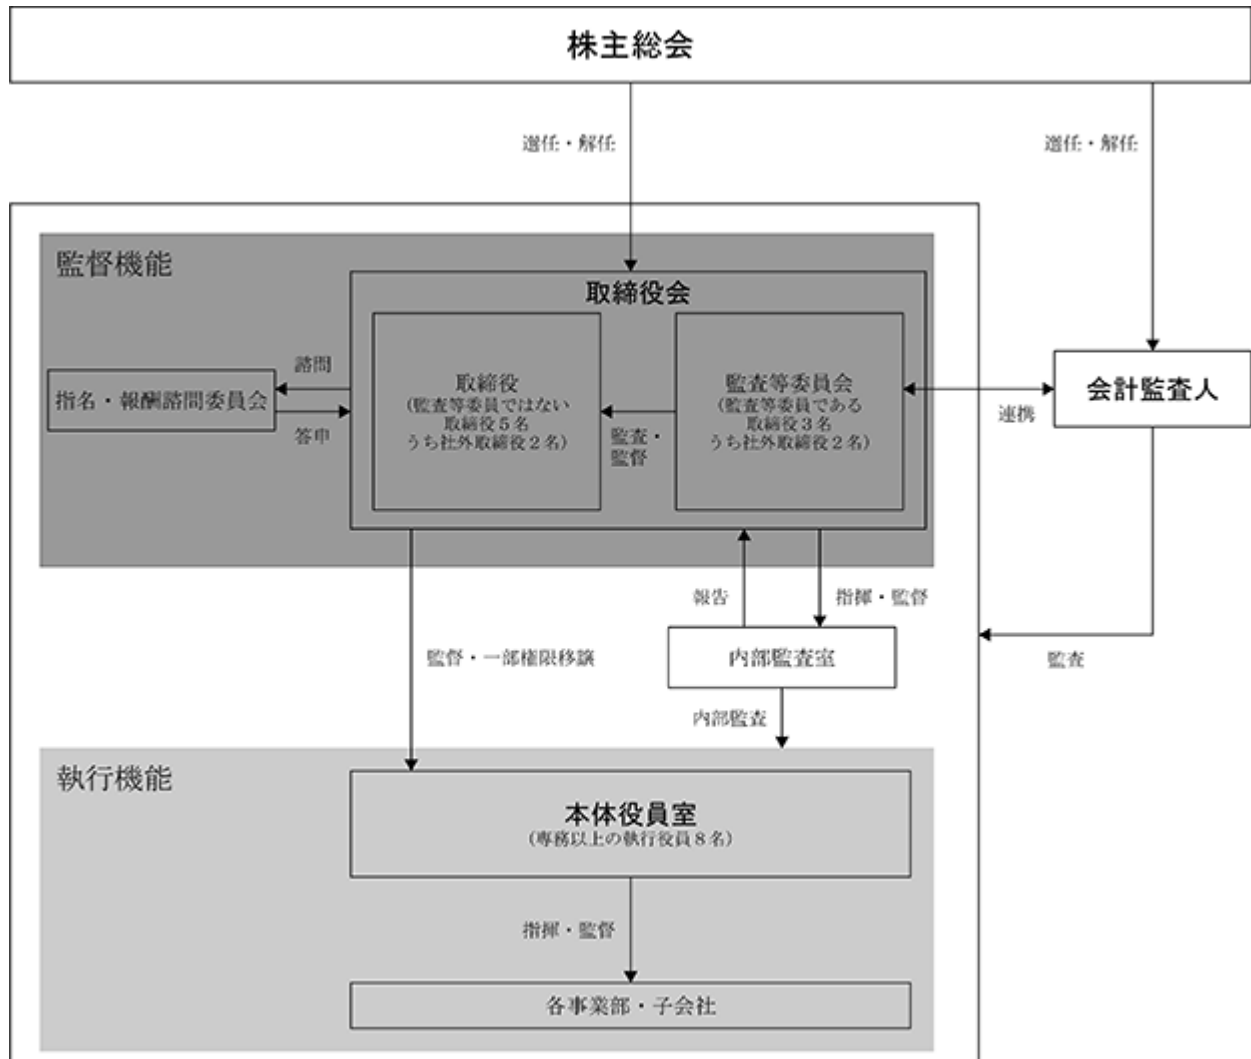 株主総会
選任・解任
選任・解任
監督機能
取締役会
諮問
指名・報酬諮問委員会
答申
取締役
(監査等委員ではない
取締役５名
うち社外取締役２名)
監査・
監督
監査等委員会
(監査等委員である
取締役３名
うち社外取締役２名)
連携
会計監査人
報告
指揮・監督
監督・一部権限移譲
内部監査室
監査
内部監査
執行機能
本体役員室
(専務以上の執行役員８名)
指揮・監督
各事業部・子会社